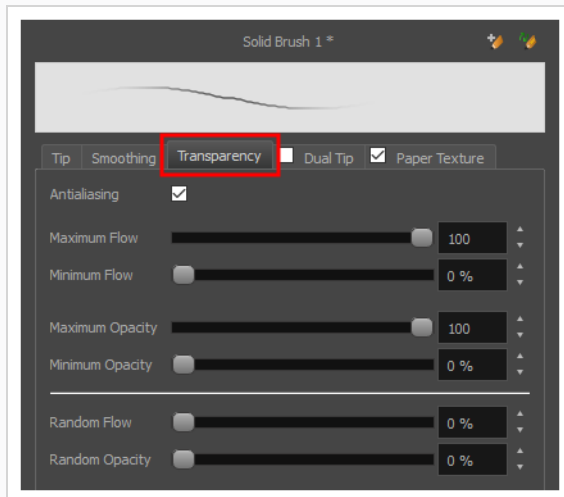 Solid Brush 1 *
Tip Smoothing Transparency Dual Tip Paper Texture
Antialiasing
Maximum Flow 100
Minimum Flow 0 %
Maximum Opacity 100
Minimum Opacity 0 %
Random Flow 0 %
Random Opacity 0 %